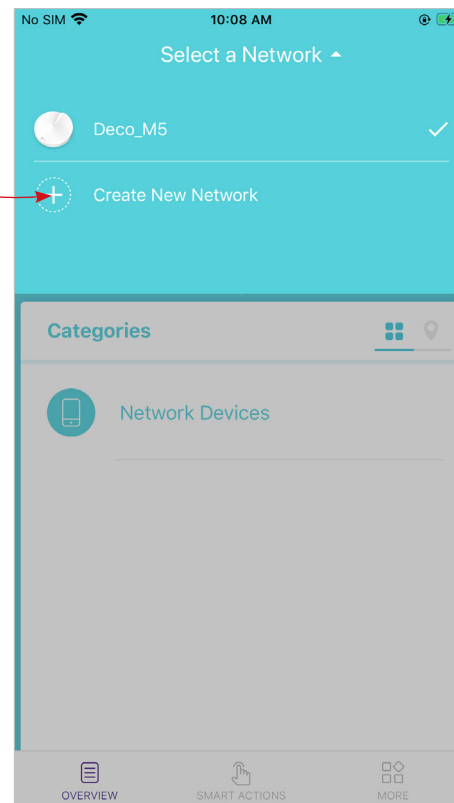 No SIM 10:08 AM
Select a Network
Deco_M5
Create New Network
Categories
Network Devices
OVERVIEW SMART ACTIONS MORE